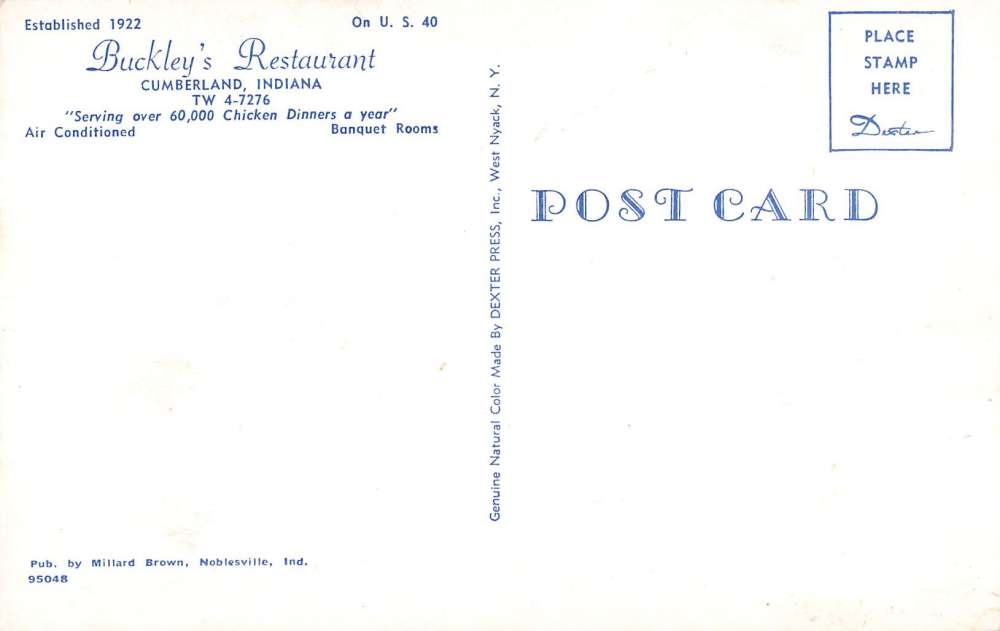 Established 1922
On U. S. 40
Buckley's Restaurant
CUMBERLAND, INDIANA
TW 4-7276
"Serving over 60,000 Chicken Dinners a year"
Air Conditioned
Banquet Rooms
Pub. by Millard Brown, Noblesville, Ind.
95048
Genuine Natural Color Made By DEXTER PRESS, Inc., West Nyack, N. Y.
PLACE
STAMP
HERE
Dexter
POST CARD